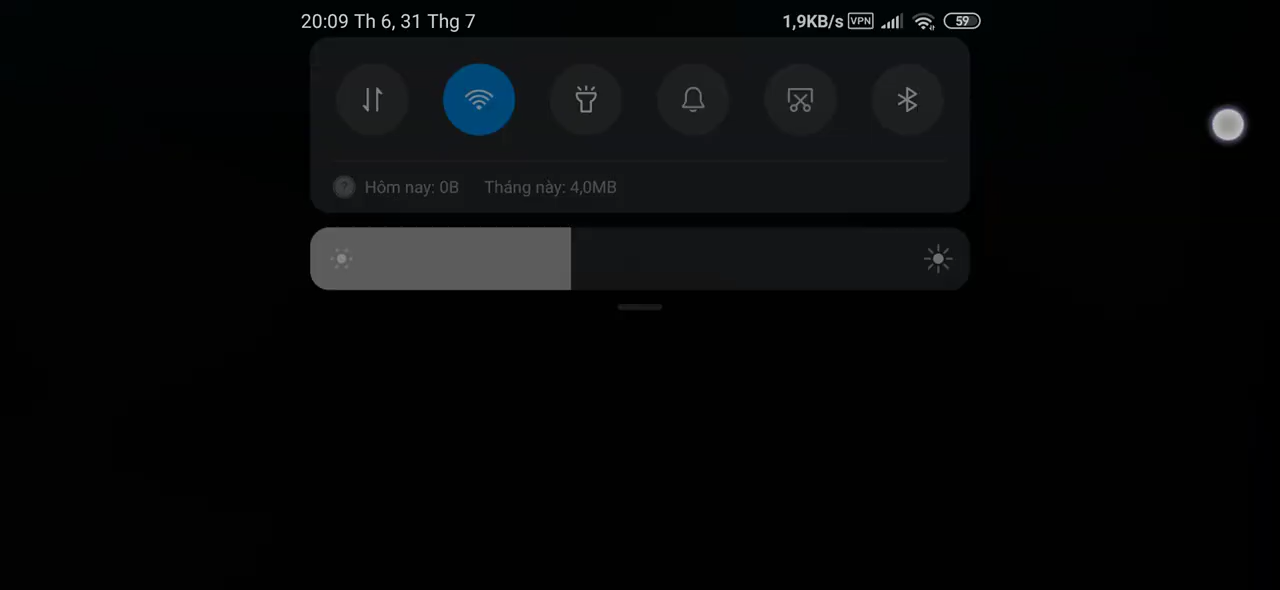 20:09 Th 6, 31 Thg 7
1,9KB/s VPN 59
? Hôm nay: 0B Tháng này: 4,0MB